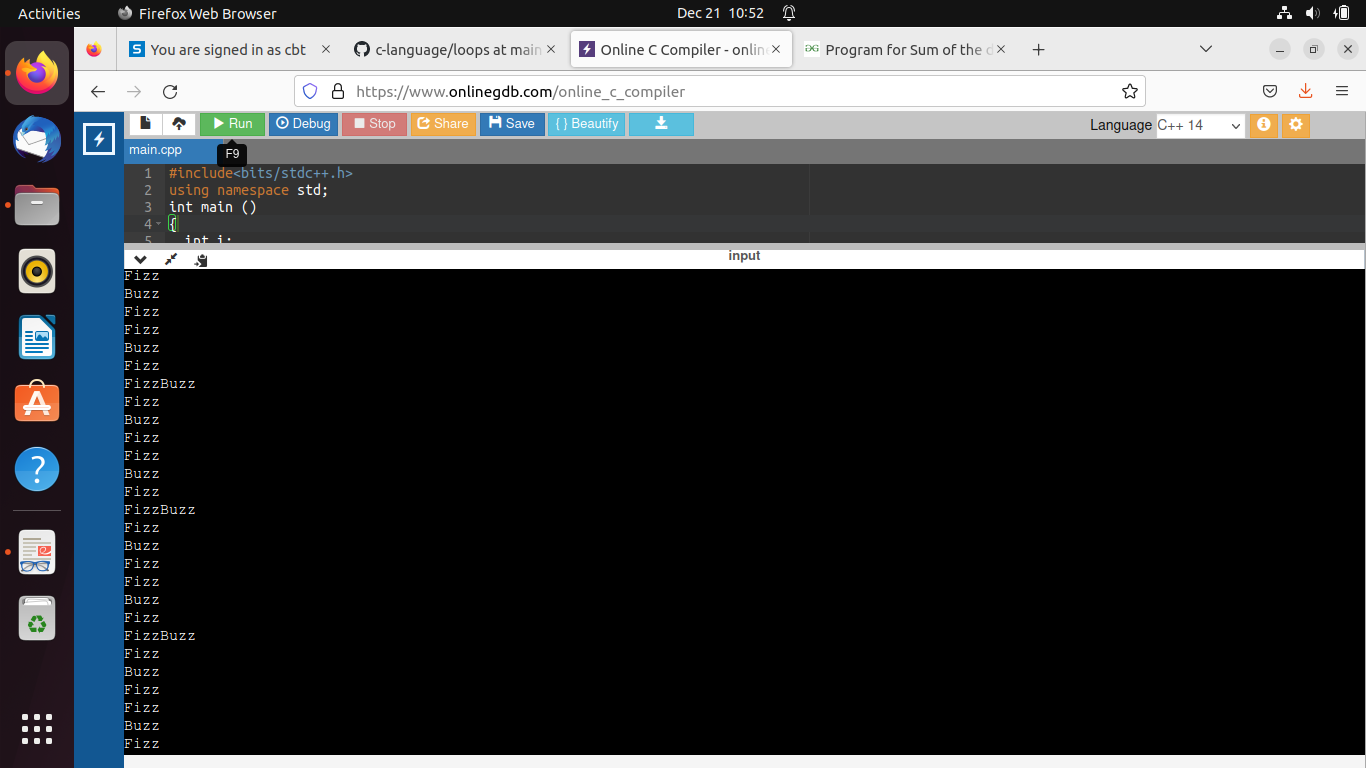 Activities Firefox Web Browser Dec 21 10:52
You are signed in as cbt c-language/loops at main Online C Compiler - onlin Program for Sum of the d
https://www.onlinegdb.com/online_c_compiler
Run Debug Stop Share Save { } Beautify Language C++ 14
main.cpp F9
1 #include<bits/stdc++.h>
2 using namespace std;
3 int main ()
4 {
5 int i;
input
Fizz
Buzz
Fizz
Fizz
Buzz
Fizz
FizzBuzz
Fizz
Buzz
Fizz
Fizz
Buzz
Fizz
FizzBuzz
Fizz
Buzz
Fizz
Fizz
Buzz
Fizz
FizzBuzz
Fizz
Buzz
Fizz
Fizz
Buzz
Fizz